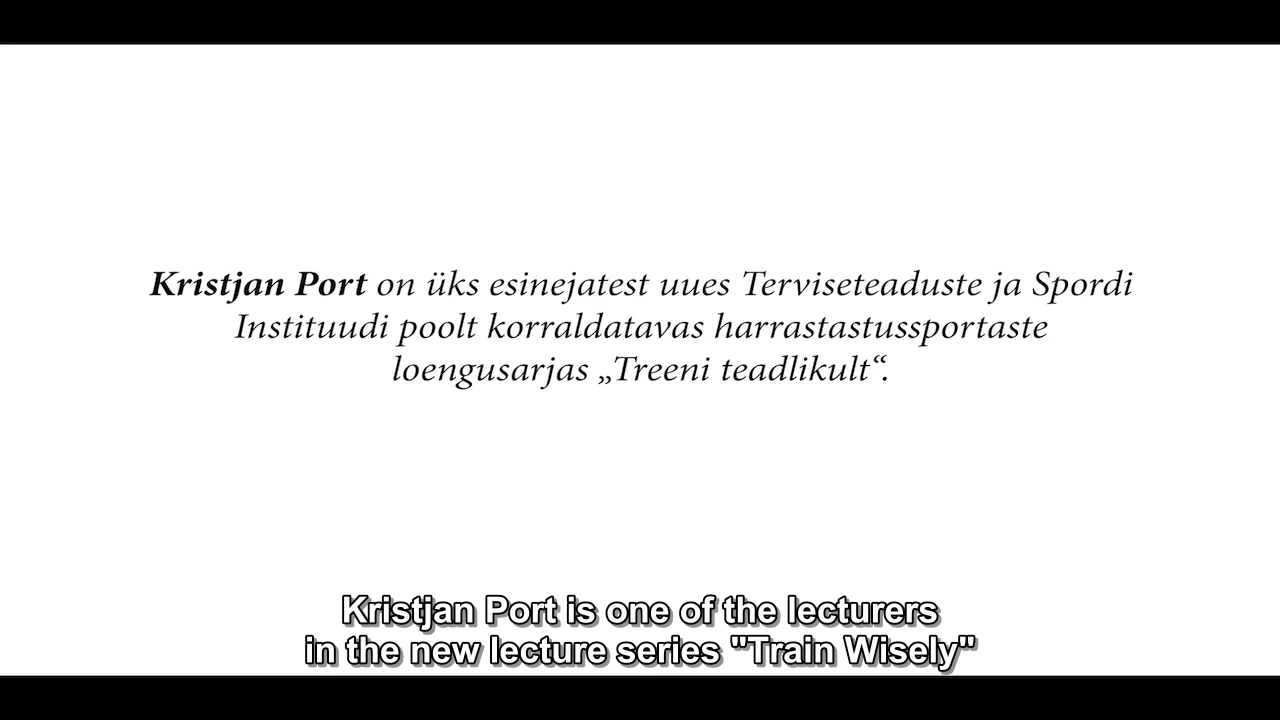 Kristjan Port on üks esinejatest uues Terviseteaduste ja Spordi
Instituudi poolt korraldatavas harrastastussportaste
loengusarjas „Treeni teadlikult“.
Kristjan Port is one of the lecturers
in the new lecture series "Train Wisely"